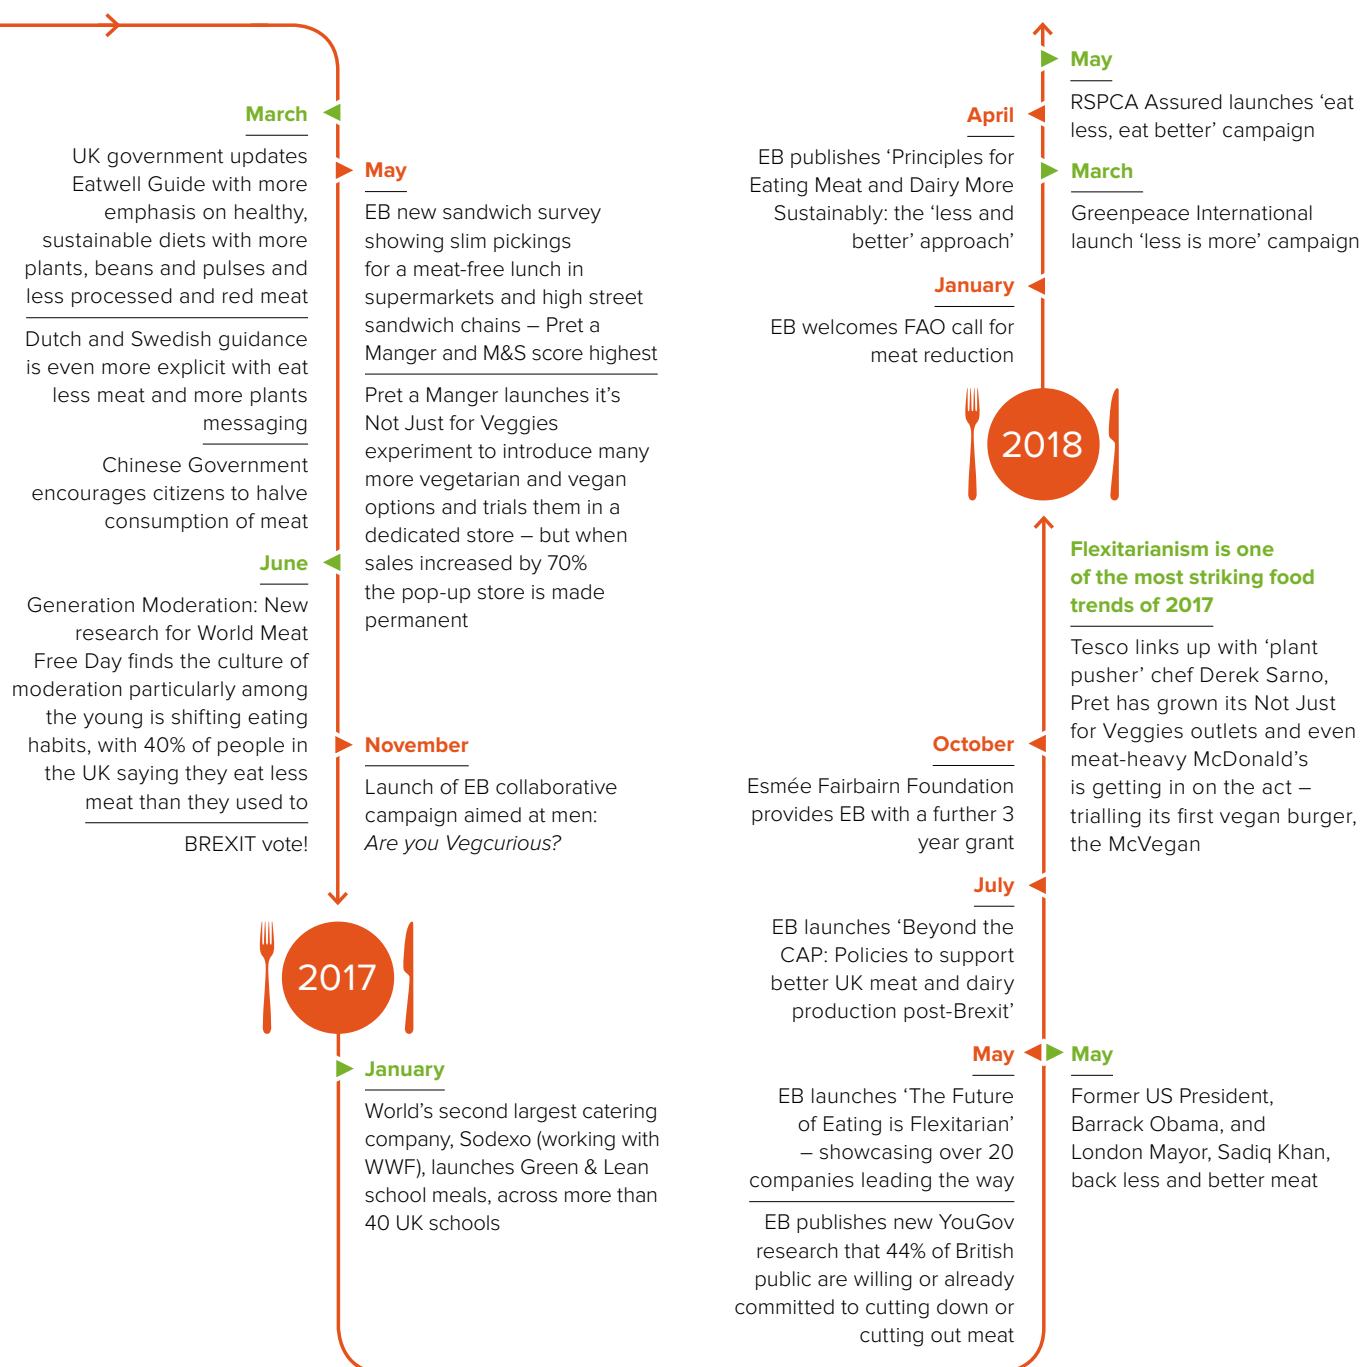 March
UK government updates
Eatwell Guide with more
emphasis on healthy,
sustainable diets with more
plants, beans and pulses and
less processed and red meat
Dutch and Swedish guidance
is even more explicit with eat
less meat and more plants
messaging
Chinese Government
encourages citizens to halve
consumption of meat
May
EB new sandwich survey
showing slim pickings
for a meat-free lunch in
supermarkets and high street
sandwich chains – Pret a
Manger and M&S score highest
Pret a Manger launches it’s
Not Just for Veggies
experiment to introduce many
more vegetarian and vegan
options and trials them in a
dedicated store – but when
sales increased by 70%
the pop-up store is made
permanent
June
Generation Moderation: New
research for World Meat
Free Day finds the culture of
moderation particularly among
the young is shifting eating
habits, with 40% of people in
the UK saying they eat less
meat than they used to
BREXIT vote!
November
Launch of EB collaborative
campaign aimed at men:
Are you Vegcurious?
2017
January
World’s second largest catering
company, Sodexo (working with
WWF), launches Green & Lean
school meals, across more than
40 UK schools
May
EB launches ‘The Future
of Eating is Flexitarian’
– showcasing over 20
companies leading the way
EB publishes new YouGov
research that 44% of British
public are willing or already
committed to cutting down or
cutting out meat
May
Former US President,
Barrack Obama, and
London Mayor, Sadiq Khan,
back less and better meat
July
EB launches ‘Beyond the
CAP: Policies to support
better UK meat and dairy
production post-Brexit’
October
Esmée Fairbairn Foundation
provides EB with a further 3
year grant
Flexitarianism is one
of the most striking food
trends of 2017
Tesco links up with ‘plant
pusher’ chef Derek Sarno,
Pret has grown its Not Just
for Veggies outlets and even
meat-heavy McDonald’s
is getting in on the act –
trialling its first vegan burger,
the McVegan
2018
January
EB welcomes FAO call for
meat reduction
March
Greenpeace International
launch ‘less is more’ campaign
April
EB publishes ‘Principles for
Eating Meat and Dairy More
Sustainably: the ‘less and
better’ approach’
May
RSPCA Assured launches ‘eat
less, eat better’ campaign